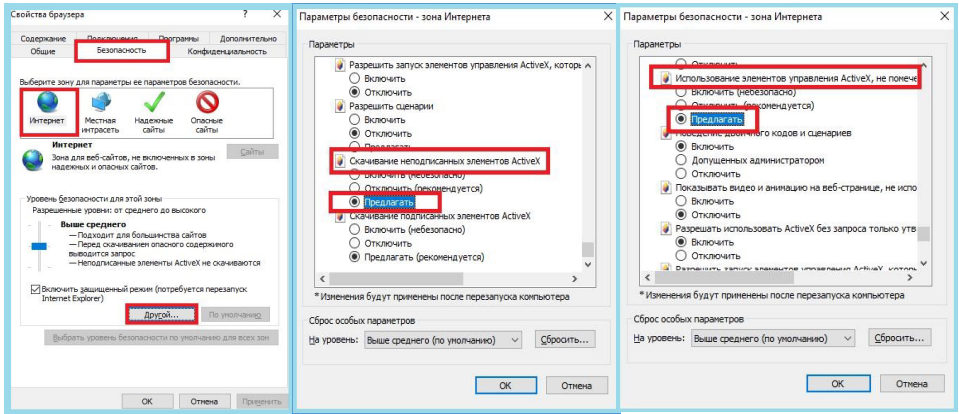 Свойства браузера
Содержание Подключения Программы Дополнительно
Общие Безопасность Конфиденциальность
Выберите зону для параметры ее параметров безопасности.
Интернет
Местная интрасеть
Надежные сайты
Опасные сайты
Интернет
Зона для веб-сайтов, не включенных в зоны
надежных и опасных сайтов.
Сайты
Уровень безопасности для этой зоны
Разрешенные уровни: от среднего до высокого
Выше среднего
— Подходит для большинства сайтов
— Перед скачиванием опасного содержимого
выводится запрос
— Неподписанные элементы ActiveX не скачиваются
Включить защищенный режим (потребуется перезапуск
Internet Explorer)
Другой... По умолчанию
Выбрать уровень безопасности по умолчанию для всех зон
ОК Отмена Применить
Параметры безопасности - зона Интернета
Параметры
Разрешить запуск элементов управления ActiveX, которы
Включить
Отключить
Разрешить сценарии
Включить
Отключить
Предлагать
Скачивание неподписанных элементов ActiveX
Включить (небезопасно)
Отключить (рекомендуется)
Предлагать
Скачивание подписанных элементов ActiveX
Включить (небезопасно)
Отключить
Предлагать (рекомендуется)
*Изменения будут применены после перезапуска компьютера
Сброс особых параметров
На уровень: Выше среднего (по умолчанию) Сбросить...
ОК Отмена
Параметры безопасности - зона Интернета
Параметры
Отключить
Использование элементов управления ActiveX, не помече
Включить (небезопасно)
Отключить (рекомендуется)
Предлагать
Поведение двоичного кодов и сценариев
Включить
Допущенных администратором
Отключить
Показывать видео и анимацию на веб-странице, не испо
Включить
Отключить
Разрешать использовать ActiveX без запроса только утв
Включить
Отключить
Разрешить запуск элементов управления ActiveX, которы
*Изменения будут применены после перезапуска компьютера
Сброс особых параметров
На уровень: Выше среднего (по умолчанию) Сбросить...
ОК Отмена